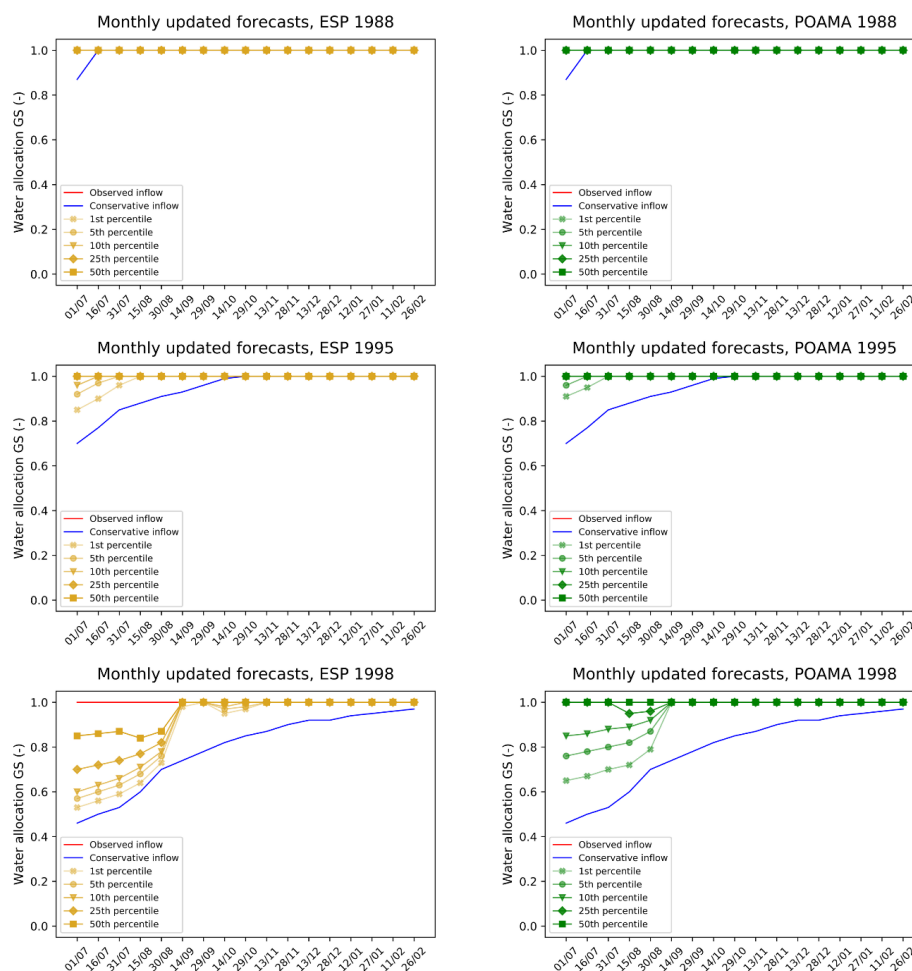 Monthly updated forecasts, ESP 1988
Water allocation GS (-)
1.0
0.8
0.6
0.4
0.2
0.0
Observed inflow
Conservative inflow
1st percentile
5th percentile
10th percentile
25th percentile
50th percentile
01/07 16/07 31/07 15/08 30/08 14/09 29/09 14/10 29/10 13/11 28/11 13/12 28/12 12/01 27/01 11/02 26/02
Monthly updated forecasts, POAMA 1988
Water allocation GS (-)
1.0
0.8
0.6
0.4
0.2
0.0
Observed inflow
Conservative inflow
1st percentile
5th percentile
10th percentile
25th percentile
50th percentile
01/07 16/07 31/07 15/08 30/08 14/09 29/09 14/10 29/10 13/11 28/11 13/12 28/12 12/01 27/01 11/02 26/02
Monthly updated forecasts, ESP 1995
Water allocation GS (-)
1.0
0.8
0.6
0.4
0.2
0.0
Observed inflow
Conservative inflow
1st percentile
5th percentile
10th percentile
25th percentile
50th percentile
01/07 16/07 31/07 15/08 30/08 14/09 29/09 14/10 29/10 13/11 28/11 13/12 28/12 12/01 27/01 11/02 26/02
Monthly updated forecasts, POAMA 1995
Water allocation GS (-)
1.0
0.8
0.6
0.4
0.2
0.0
Observed inflow
Conservative inflow
1st percentile
5th percentile
10th percentile
25th percentile
50th percentile
01/07 16/07 31/07 15/08 30/08 14/09 29/09 14/10 29/10 13/11 28/11 13/12 28/12 12/01 27/01 11/02 26/02
Monthly updated forecasts, ESP 1998
Water allocation GS (-)
1.0
0.8
0.6
0.4
0.2
0.0
Observed inflow
Conservative inflow
1st percentile
5th percentile
10th percentile
25th percentile
50th percentile
01/07 16/07 31/07 15/08 30/08 14/09 29/09 14/10 29/10 13/11 28/11 13/12 28/12 12/01 27/01 11/02 26/02
Monthly updated forecasts, POAMA 1998
Water allocation GS (-)
1.0
0.8
0.6
0.4
0.2
0.0
Observed inflow
Conservative inflow
1st percentile
5th percentile
10th percentile
25th percentile
50th percentile
01/07 16/07 31/07 15/08 30/08 14/09 29/09 14/10 29/10 13/11 28/11 13/12 28/12 12/01 27/01 11/02 26/02